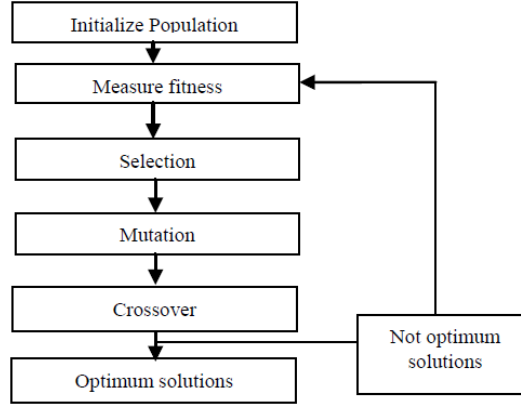 Initialize Population
Measure fitness
Selection
Mutation
Crossover
Not optimum
solutions
Optimum solutions